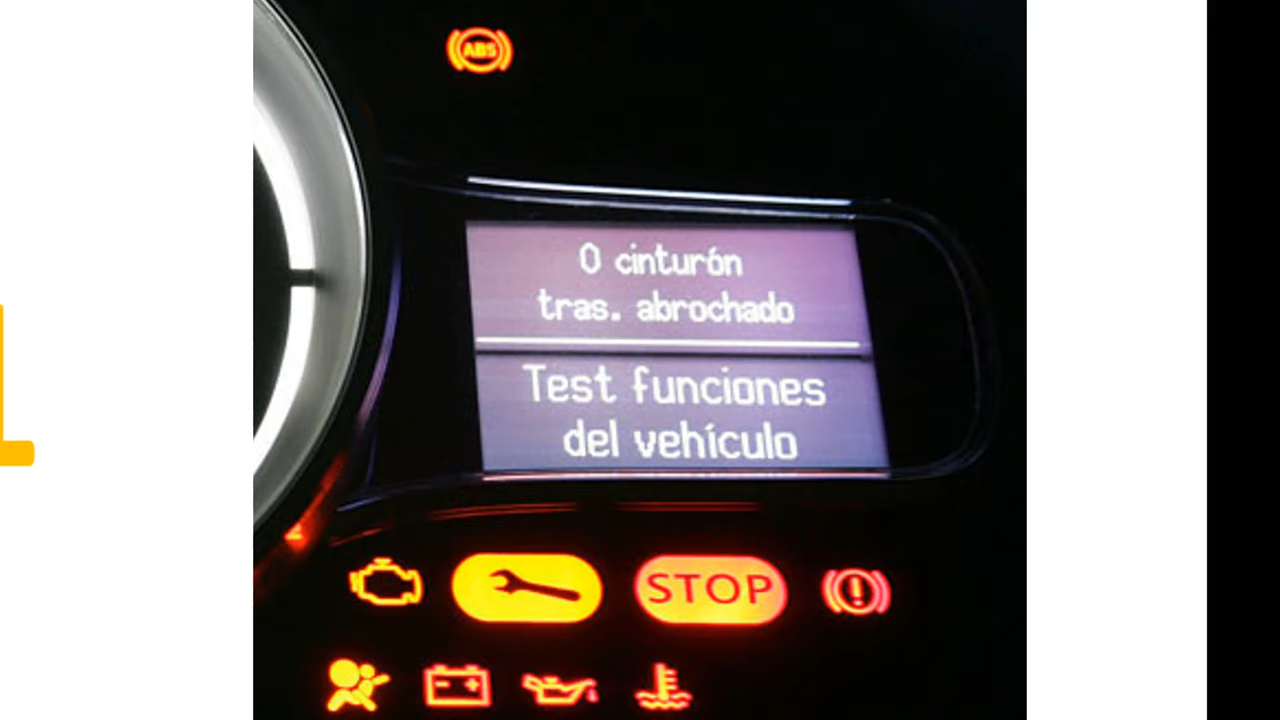 ABS
0 cinturón
tras. abrochado
Test funciones
del vehículo
STOP